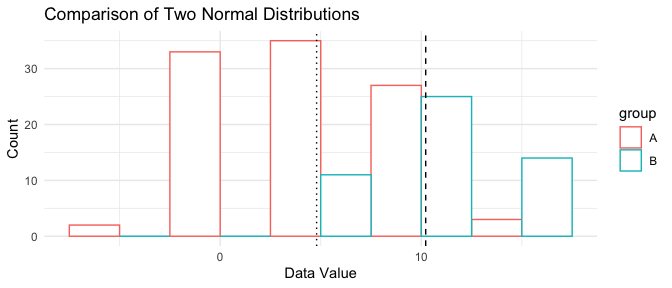 Comparison of Two Normal Distributions
30
20
10
0
Count
0
10
Data Value
group
A
B